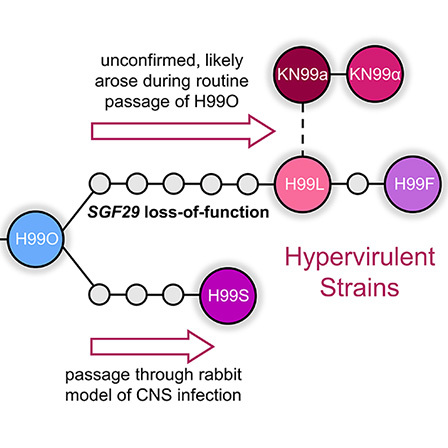 unconfirmed, likely
arose during routine
passage of H99O
KN99a
KN99α
H99L
H99F
SGF29 loss-of-function
H99O
Hypervirulent
Strains
H99S
passage through rabbit
model of CNS infection